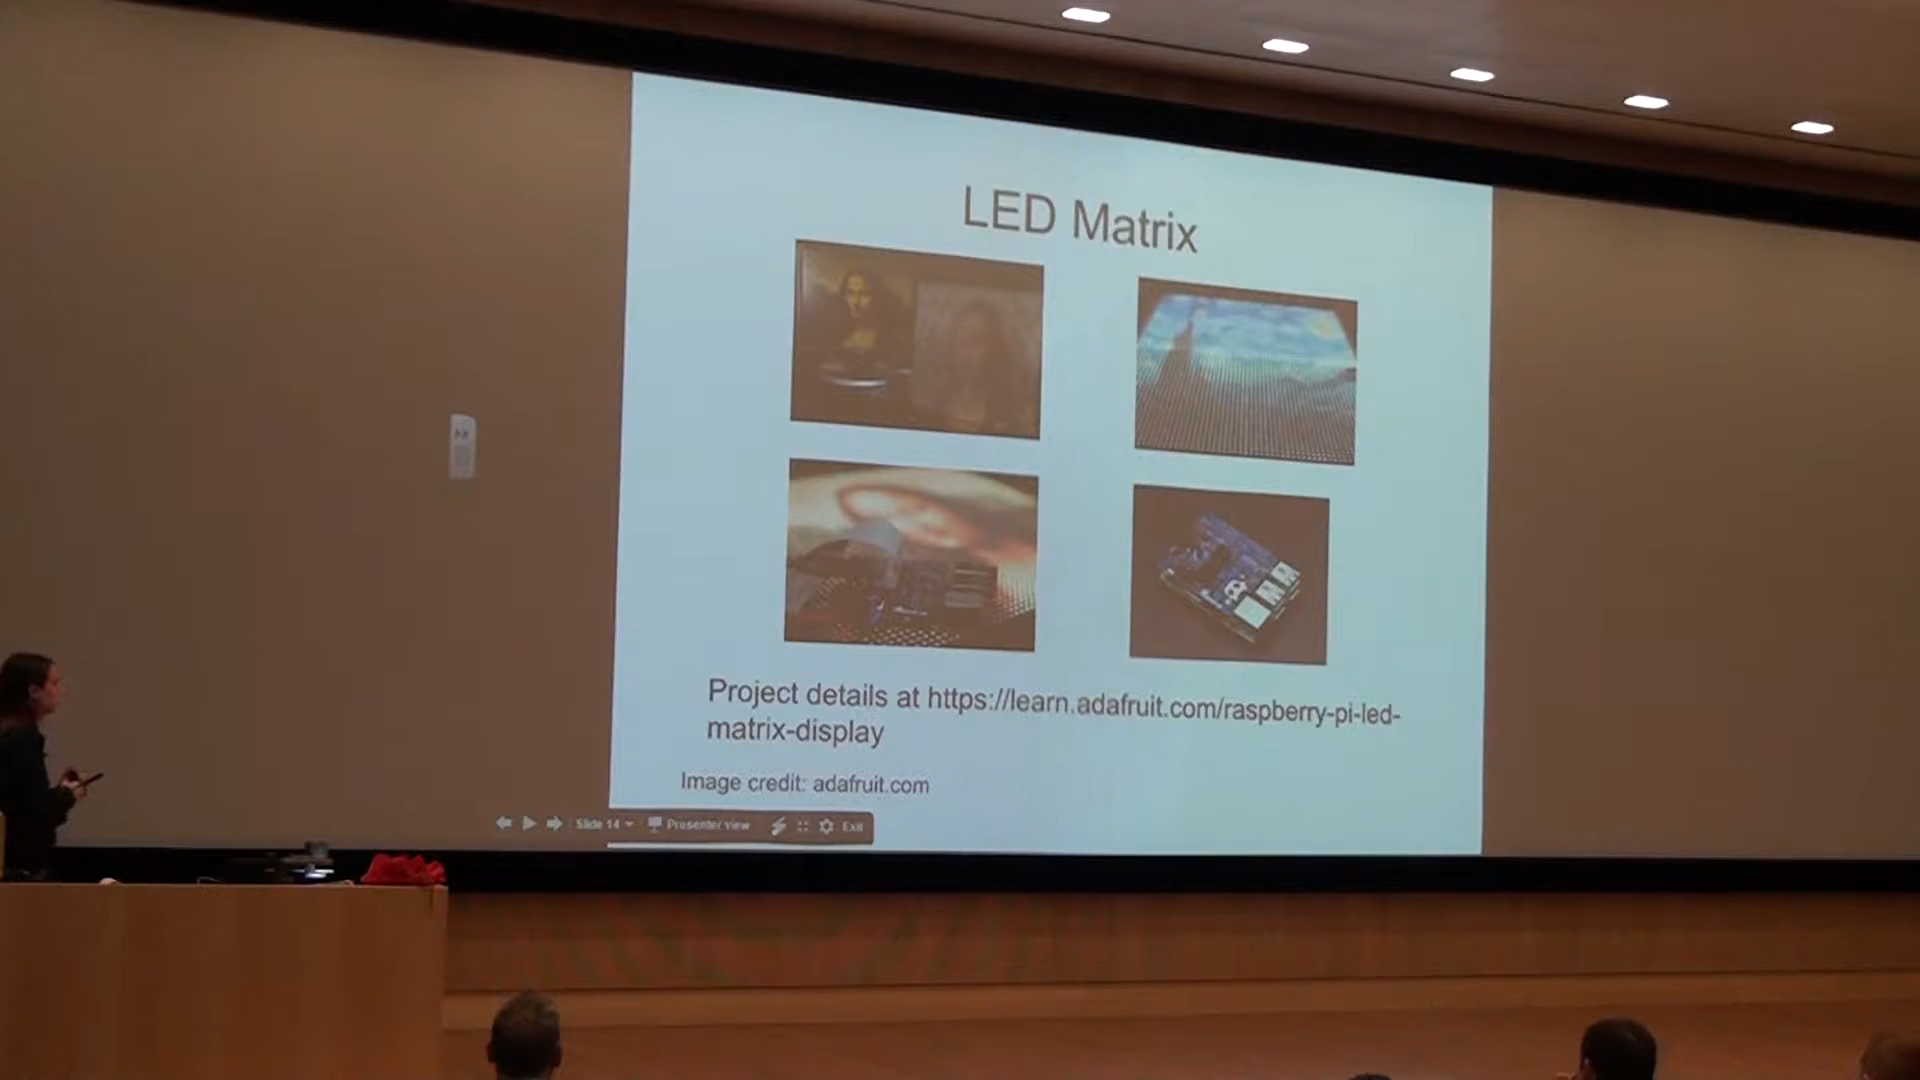 LED Matrix
Project details at https://learn.adafruit.com/raspberry-pi-led-
matrix-display
Image credit: adafruit.com
Slide 14 Presenter view Exit